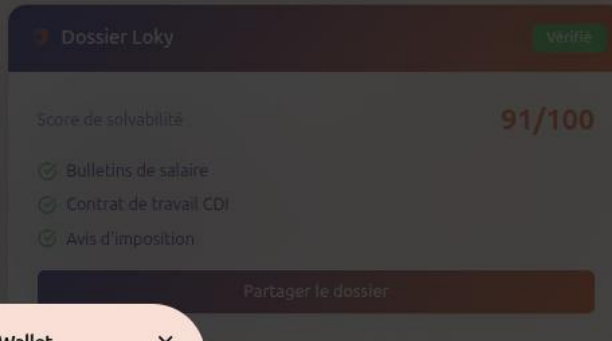 Dossier Loky
Vérifié
Score de solvabilité
91/100
Bulletins de salaire
Contrat de travail CDI
Avis d'imposition
Partager le dossier
Wallet